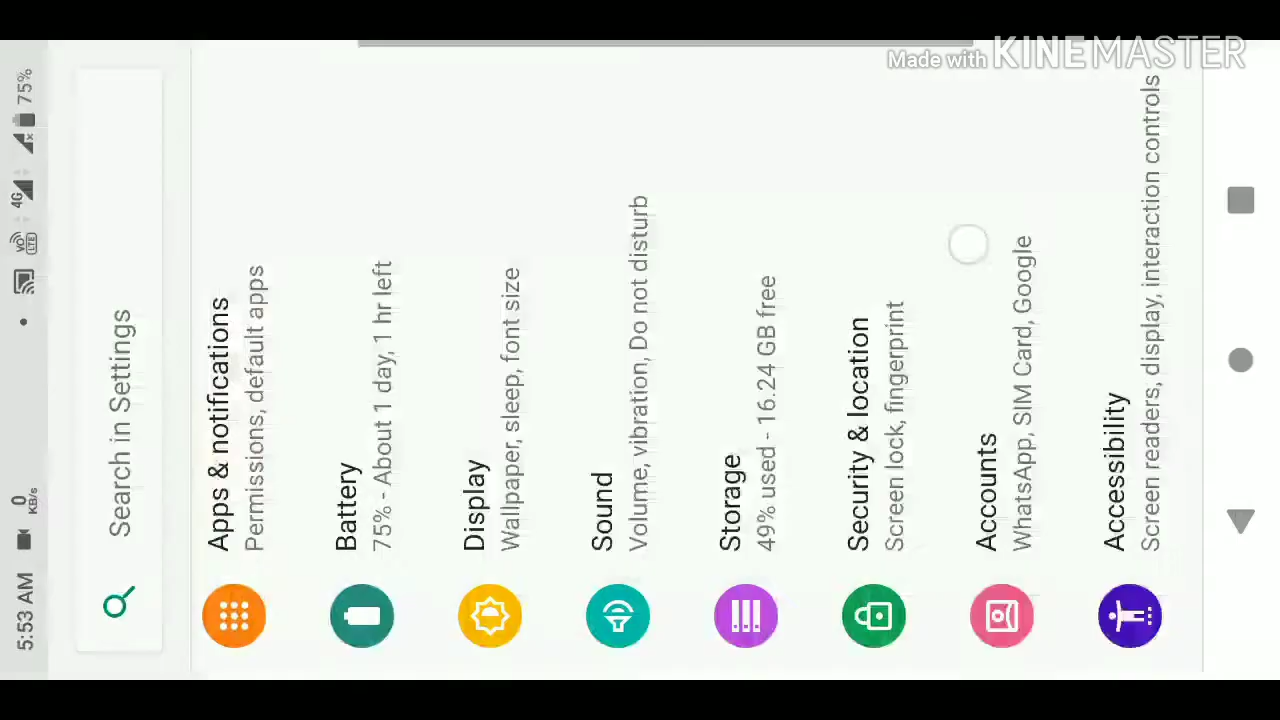 Made with KINEMASTER
5:53 AM 0 KB/s VO LTE 4G 75%
Search in Settings
Apps & notifications
Permissions, default apps
Battery
75% - About 1 day, 1 hr left
Display
Wallpaper, sleep, font size
Sound
Volume, vibration, Do not disturb
Storage
49% used - 16.24 GB free
Security & location
Screen lock, fingerprint
Accounts
WhatsApp, SIM Card, Google
Accessibility
Screen readers, display, interaction controls